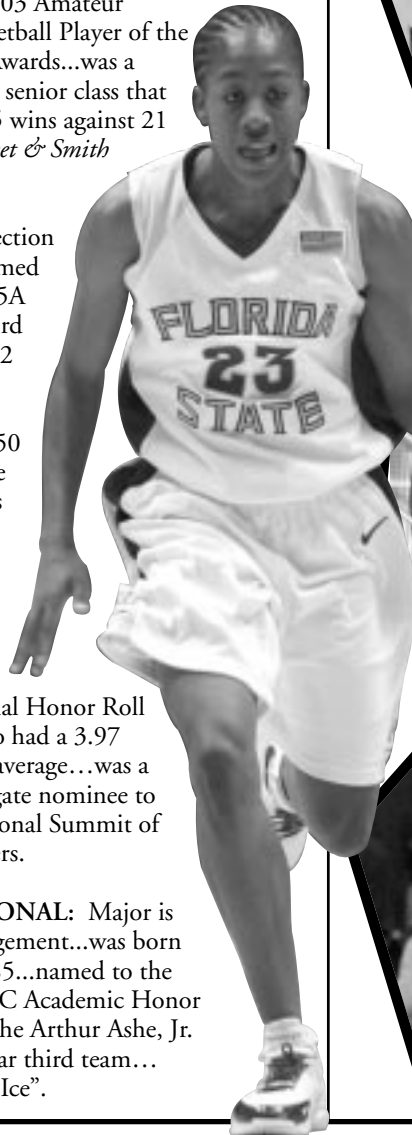 03 Amateur
etball Player of the
Awards...was a
senior class that
wins against 21
et & Smith
ection
med
5A
rd
2
50
e
s
al Honor Roll
o had a 3.97
average…was a
gate nominee to
ional Summit of
ers.
ONAL: Major is
gement...was born
5...named to the
C Academic Honor
he Arthur Ashe, Jr.
ar third team…
Ice”.
FLORIDA
23
STATE